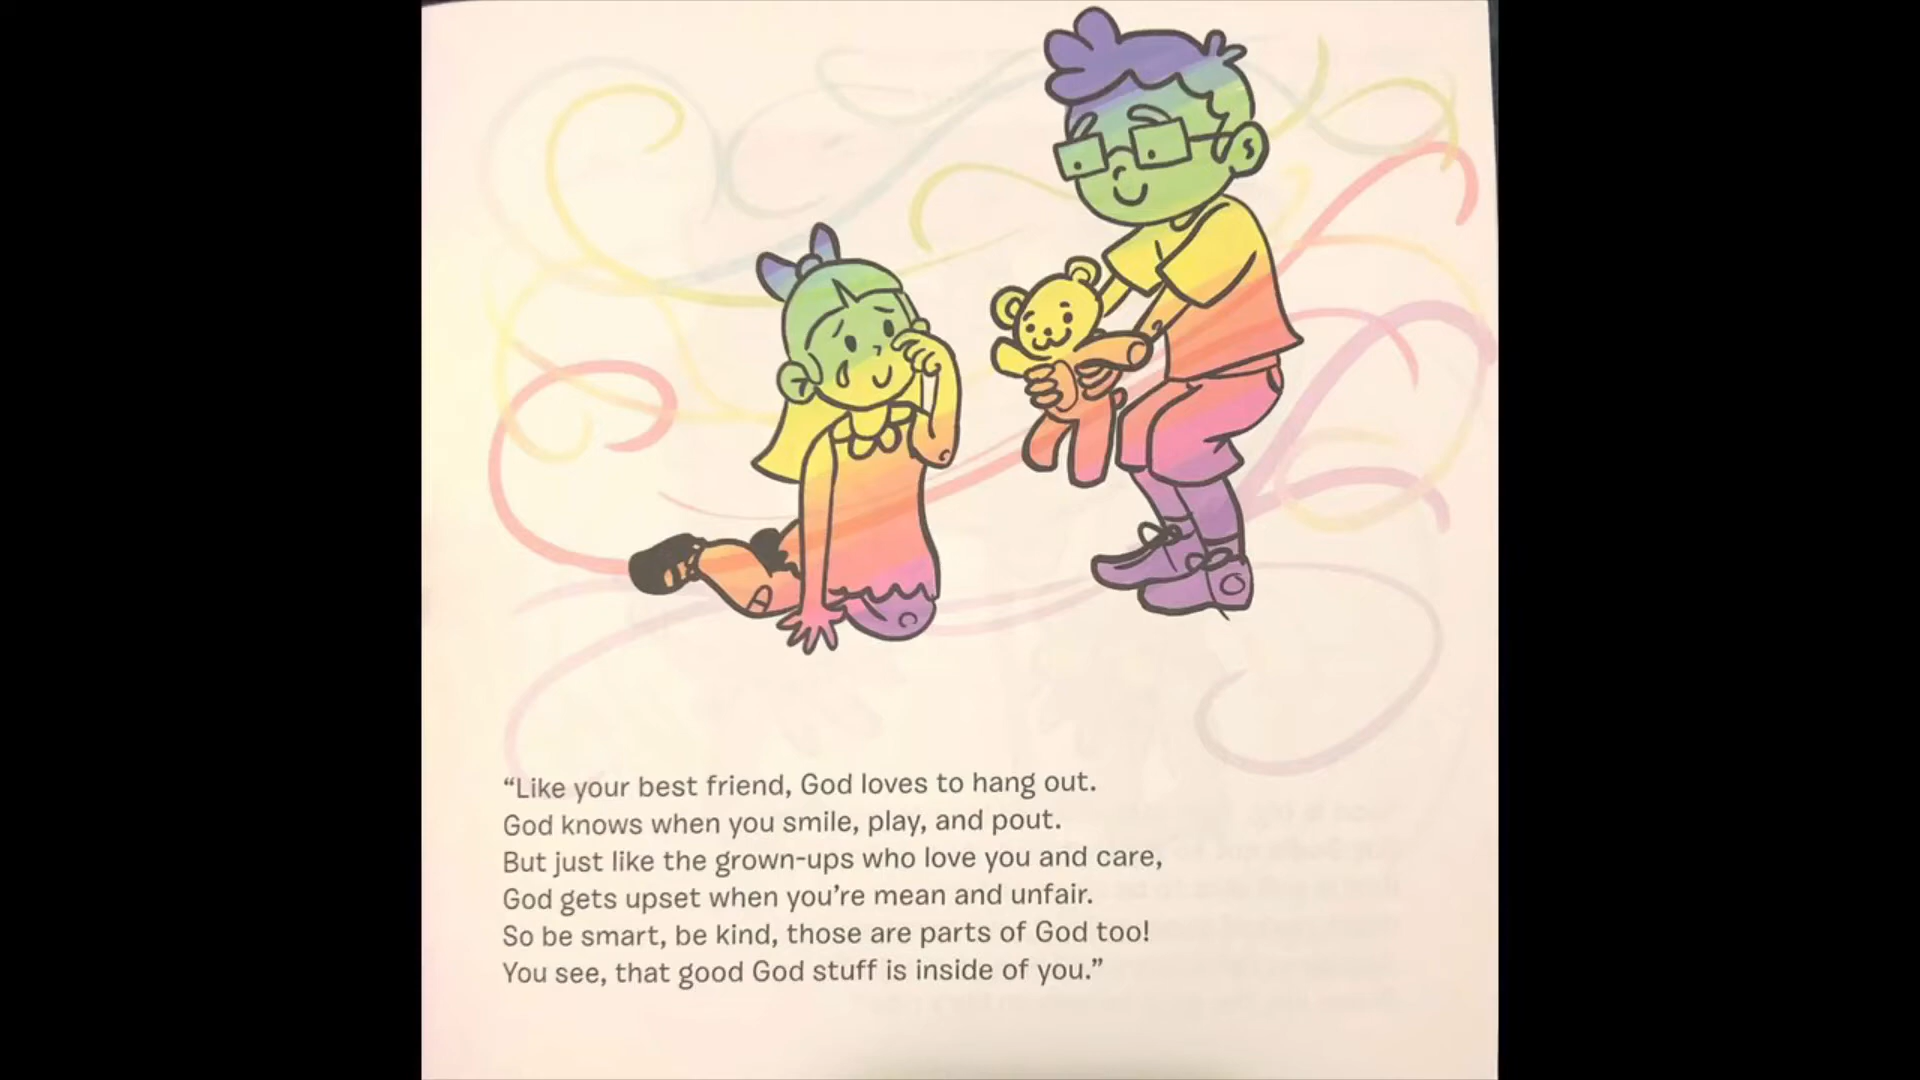 “Like your best friend, God loves to hang out.
God knows when you smile, play, and pout.
But just like the grown-ups who love you and care,
God gets upset when you’re mean and unfair.
So be smart, be kind, those are parts of God too!
You see, that good God stuff is inside of you.”